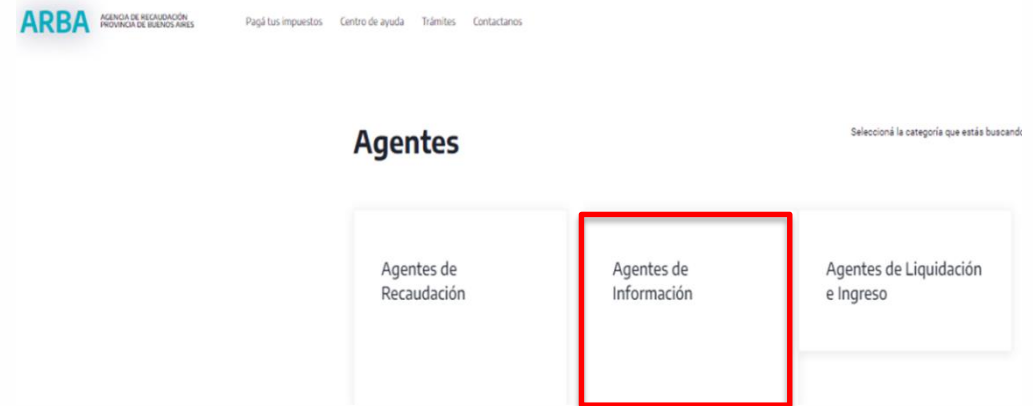 ARBA AGENCIA DE RECAUDACIÓN
PROVINCIA DE BUENOS AIRES
Pagá tus impuestos Centro de ayuda Trámites Contactanos
Agentes
Seleccioná la categoría que estás buscando
Agentes de
Recaudación
Agentes de
Información
Agentes de Liquidación
e Ingreso